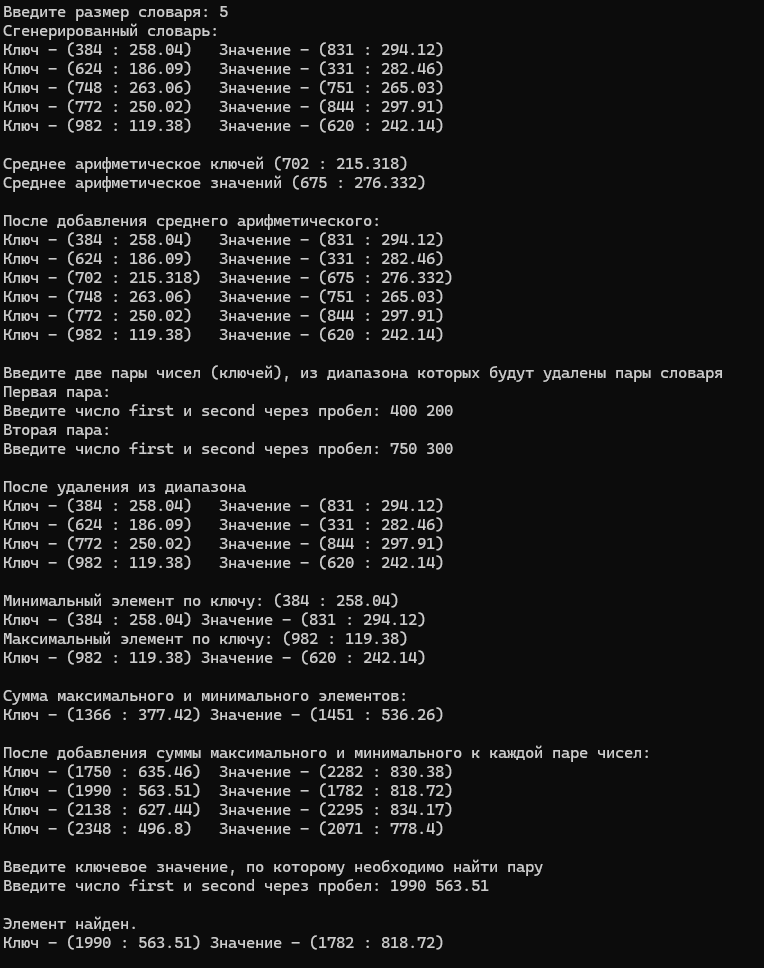 Введите размер словаря: 5
Сгенерированный словарь:
Ключ – (384 : 258.04)   Значение – (831 : 294.12)
Ключ – (624 : 186.09)   Значение – (331 : 282.46)
Ключ – (748 : 263.06)   Значение – (751 : 265.03)
Ключ – (772 : 250.02)   Значение – (844 : 297.91)
Ключ – (982 : 119.38)   Значение – (620 : 242.14)
Среднее арифметическое ключей (702 : 215.318)
Среднее арифметическое значений (675 : 276.332)
После добавления среднего арифметического:
Ключ – (384 : 258.04)   Значение – (831 : 294.12)
Ключ – (624 : 186.09)   Значение – (331 : 282.46)
Ключ – (702 : 215.318)  Значение – (675 : 276.332)
Ключ – (748 : 263.06)   Значение – (751 : 265.03)
Ключ – (772 : 250.02)   Значение – (844 : 297.91)
Ключ – (982 : 119.38)   Значение – (620 : 242.14)
Введите две пары чисел (ключей), из диапазона которых будут удалены пары словаря
Первая пара:
Введите число first и second через пробел: 400 200
Вторая пара:
Введите число first и second через пробел: 750 300
После удаления из диапазона
Ключ – (384 : 258.04)   Значение – (831 : 294.12)
Ключ – (624 : 186.09)   Значение – (331 : 282.46)
Ключ – (772 : 250.02)   Значение – (844 : 297.91)
Ключ – (982 : 119.38)   Значение – (620 : 242.14)
Минимальный элемент по ключу: (384 : 258.04)
Ключ – (384 : 258.04) Значение – (831 : 294.12)
Максимальный элемент по ключу: (982 : 119.38)
Ключ – (982 : 119.38) Значение – (620 : 242.14)
Сумма максимального и минимального элементов:
Ключ – (1366 : 377.42) Значение – (1451 : 536.26)
После добавления суммы максимального и минимального к каждой паре чисел:
Ключ – (1750 : 635.46)  Значение – (2282 : 830.38)
Ключ – (1990 : 563.51)  Значение – (1782 : 818.72)
Ключ – (2138 : 627.44)  Значение – (2295 : 834.17)
Ключ – (2348 : 496.8)   Значение – (2071 : 778.4)
Введите ключевое значение, по которому необходимо найти пару
Введите число first и second через пробел: 1990 563.51
Элемент найден.
Ключ – (1990 : 563.51) Значение – (1782 : 818.72)